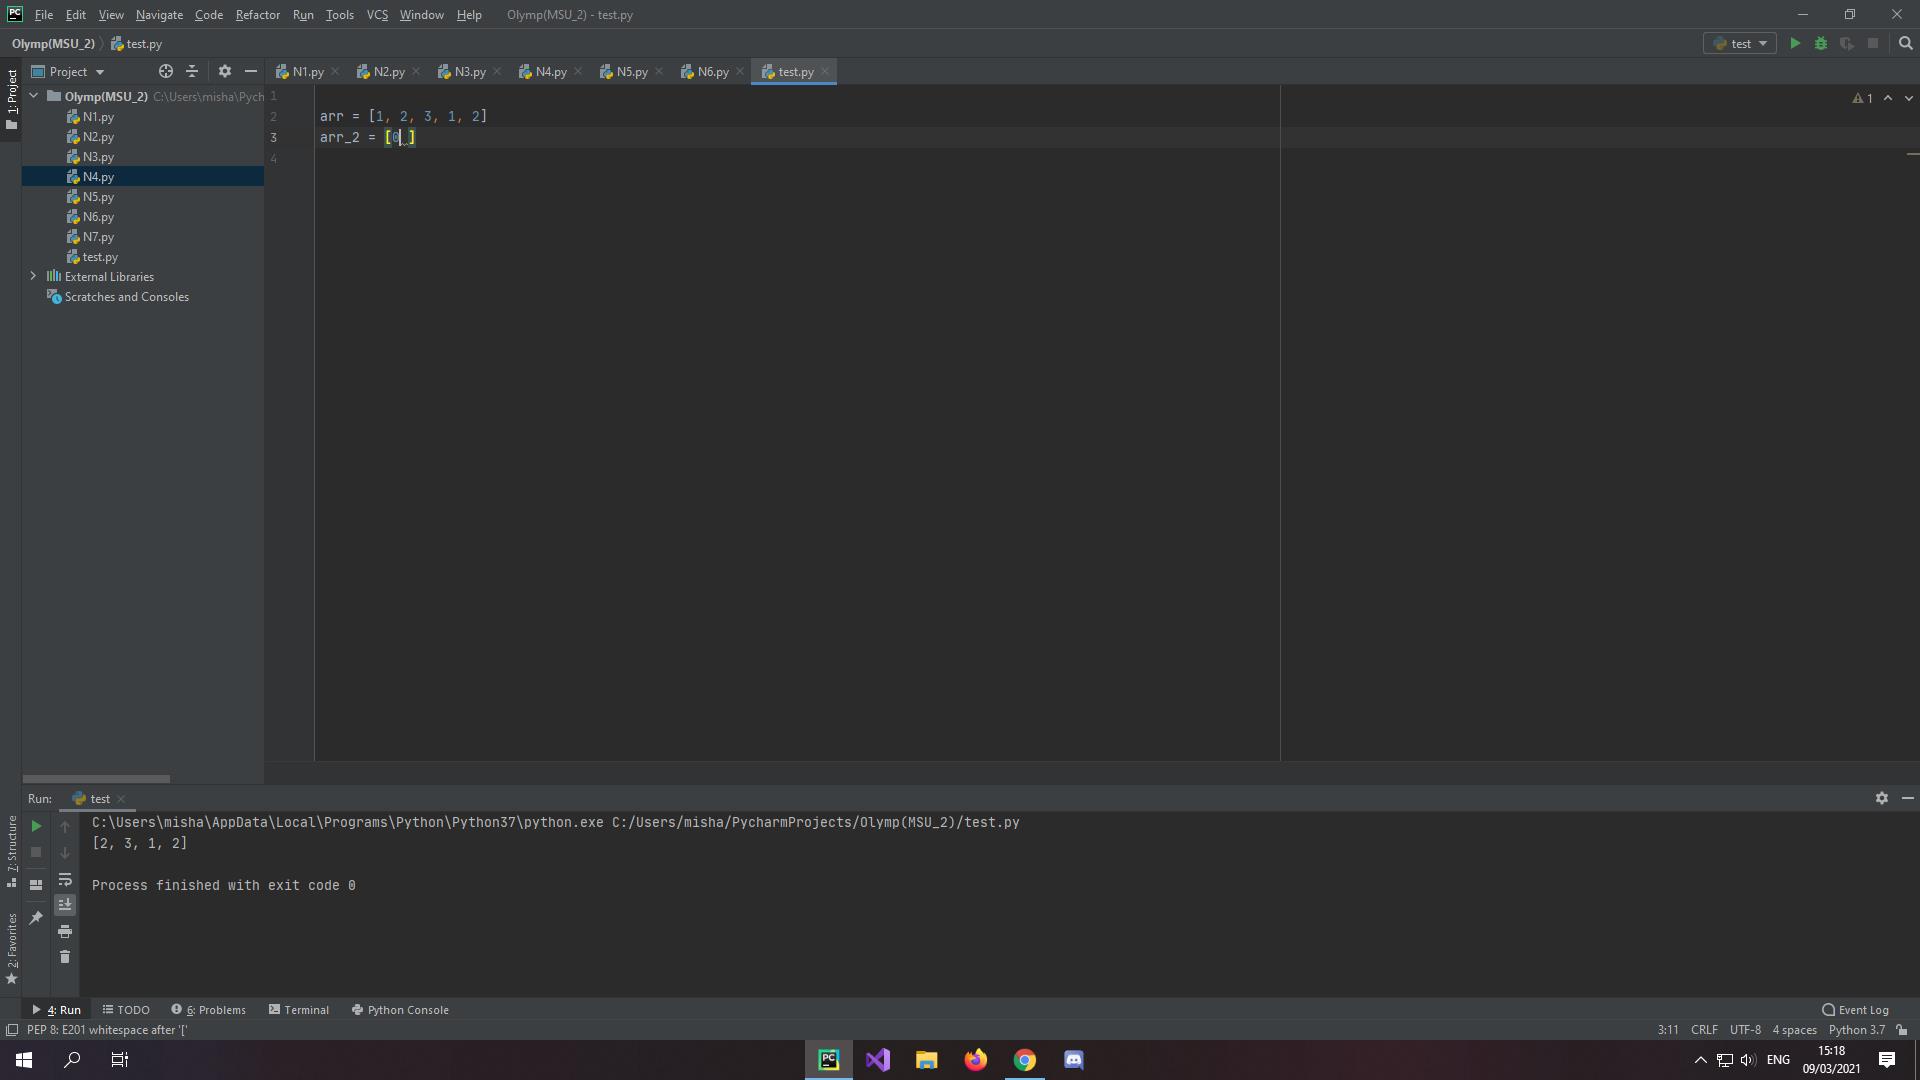 PC File Edit View Navigate Code Refactor Run Tools VCS Window Help Olymp(MSU_2) - test.py
Olymp(MSU_2) test.py test
1: Project
Project
N1.py N2.py N3.py N4.py N5.py N6.py test.py
Olymp(MSU_2) C:\Users\misha\Pych
N1.py
N2.py
N3.py
N4.py
N5.py
N6.py
N7.py
test.py
External Libraries
Scratches and Consoles
1
2 arr = [1, 2, 3, 1, 2]
3 arr_2 = [0 ]
4
1
Run: test
C:\Users\misha\AppData\Local\Programs\Python\Python37\python.exe C:/Users/misha/PycharmProjects/Olymp(MSU_2)/test.py
[2, 3, 1, 2]
Process finished with exit code 0
7: Structure
2: Favorites
4: Run TODO 6: Problems Terminal Python Console Event Log
PEP 8: E201 whitespace after '[' 3:11 CRLF UTF-8 4 spaces Python 3.7
PC ENG 15:18
09/03/2021